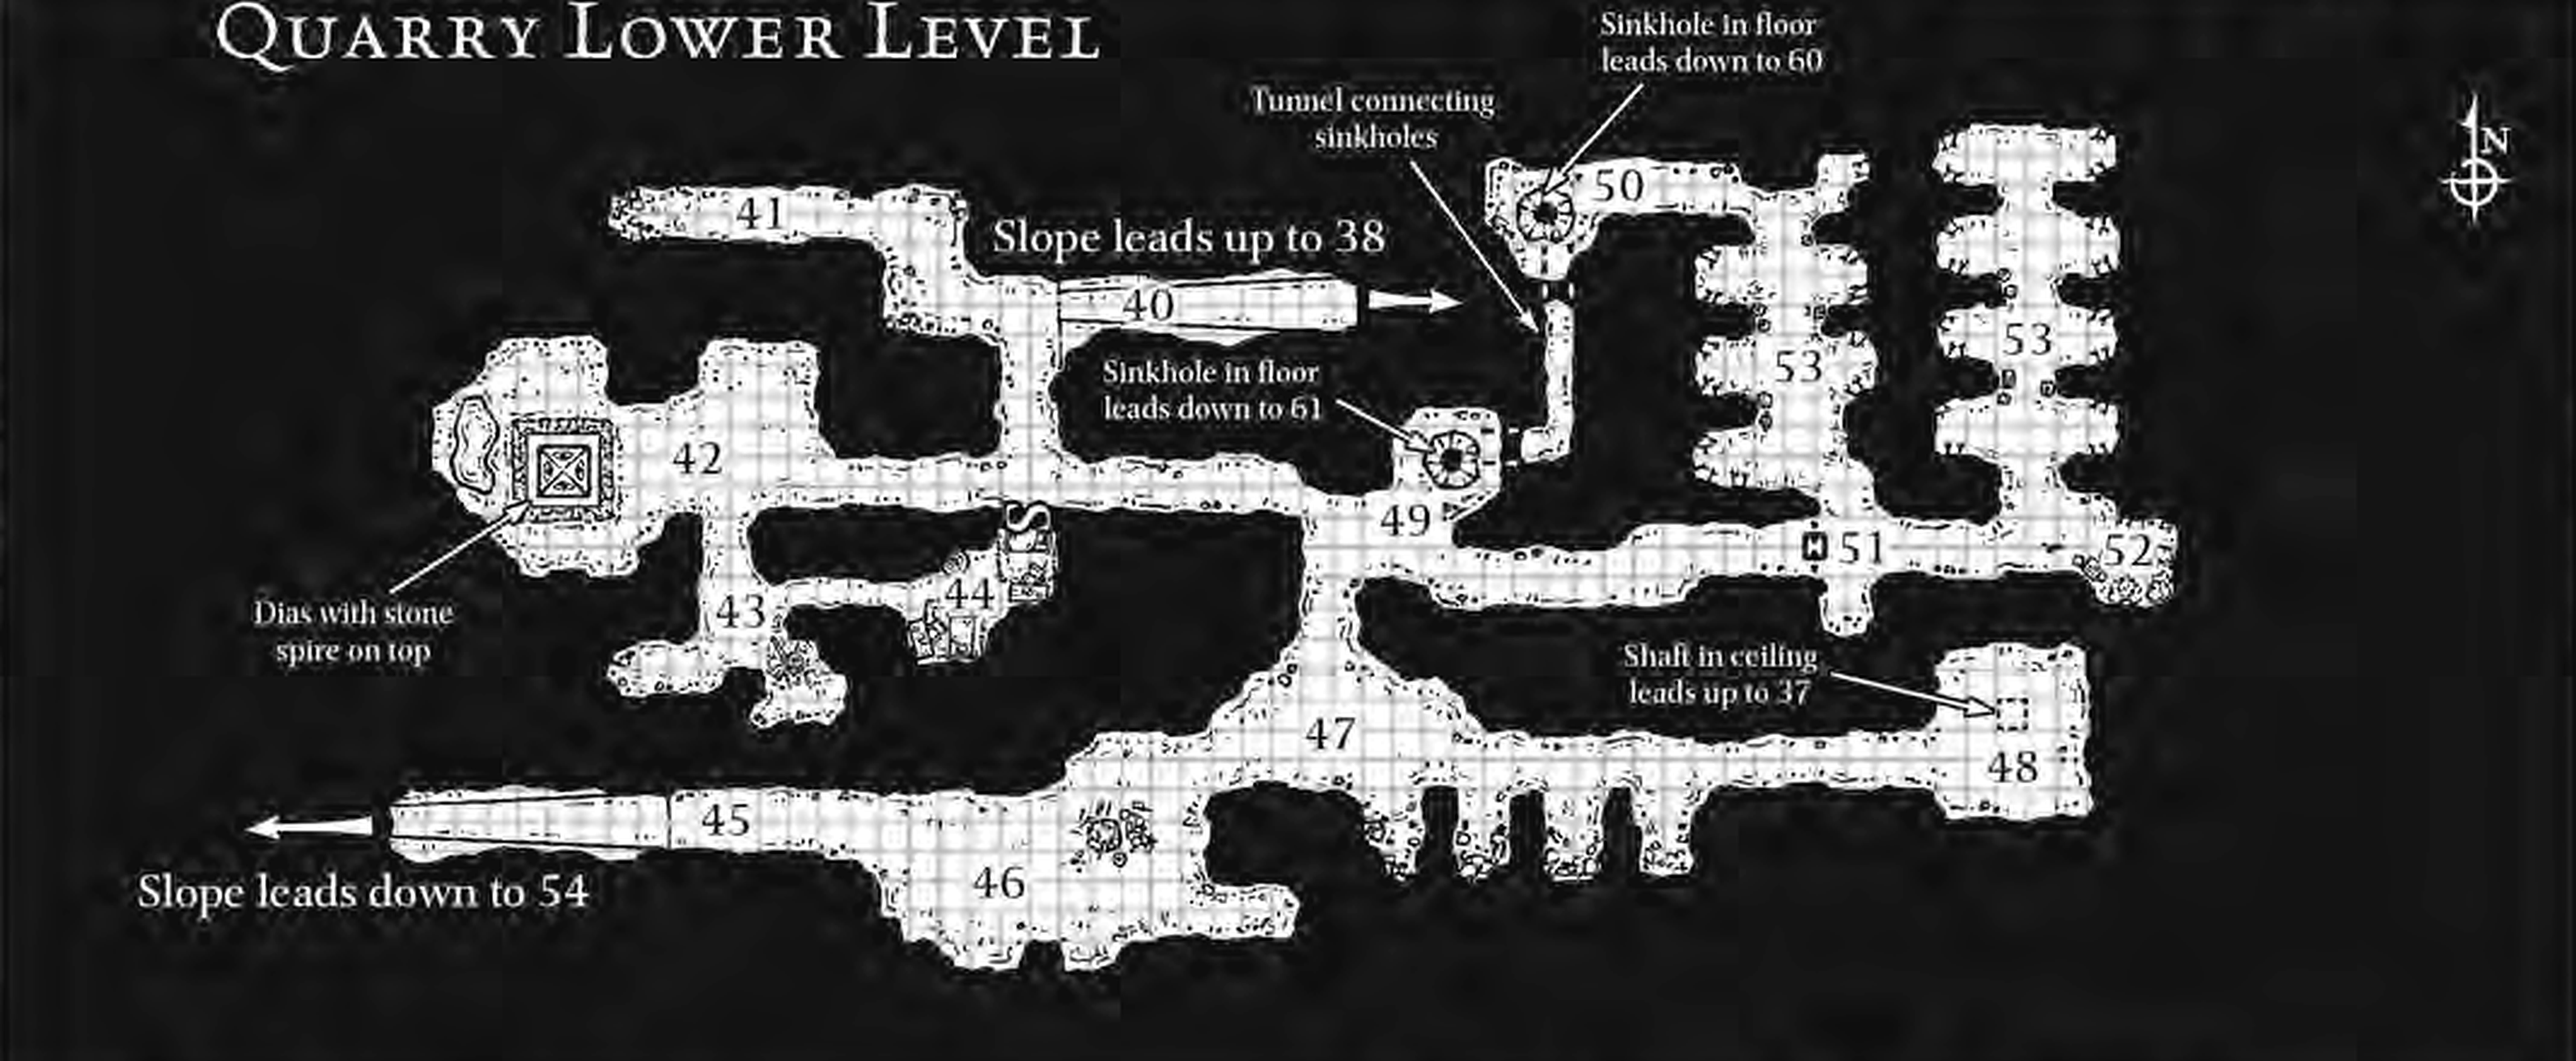 QUARRY LOWER LEVEL
Sinkhole in floor
leads down to 60
Tunnel connecting
sinkholes
N
50
41
Slope leads up to 38
40
53
53
Sinkhole in floor
leads down to 61
42
49
S
51
52
44
43
Dias with stone
spire on top
Shaft in ceiling
leads up to 37
47
48
45
46
Slope leads down to 54